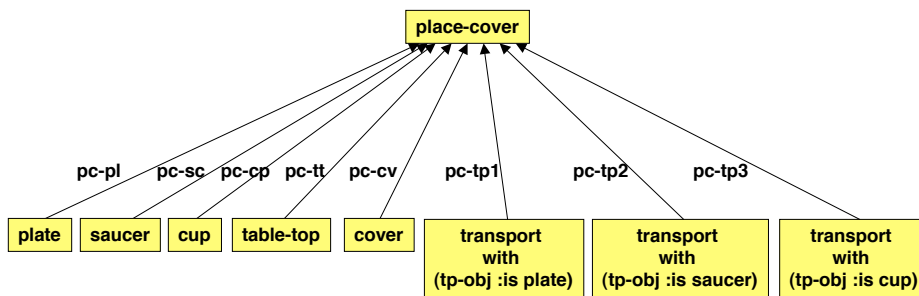 place-cover
pc-pl pc-sc pc-cp pc-tt pc-cv pc-tp1 pc-tp2 pc-tp3
plate saucer cup table-top cover
transport
with
(tp-obj :is plate)
transport
with
(tp-obj :is saucer)
transport
with
(tp-obj :is cup)